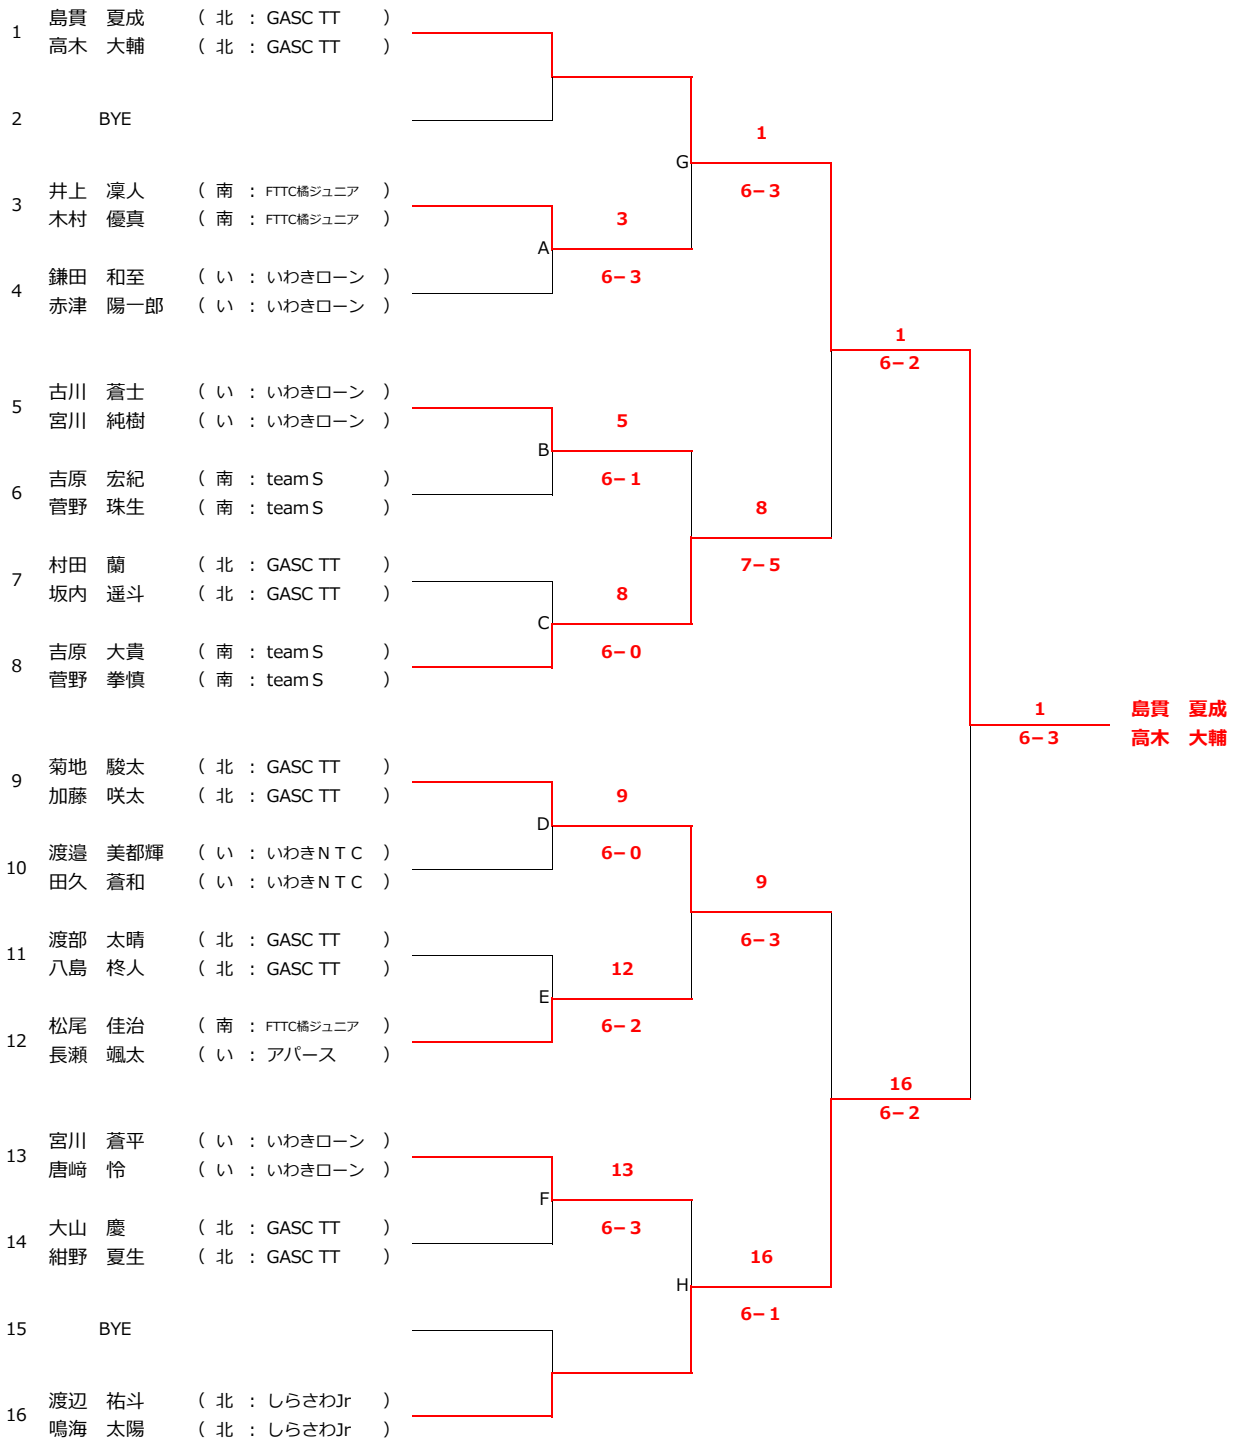 島貫　夏成　（ 北 ： GASC TT ）
1
高木　大輔　（ 北 ： GASC TT ）
2 BYE
1
G
6−3
井上　凜人　（ 南 ： FTTC橘ジュニア ）
3
木村　優真　（ 南 ： FTTC橘ジュニア ）
3
A
6−3
鎌田　和至　（ い ： いわきローン ）
4
赤津　陽一郎　（ い ： いわきローン ）
1
6−2
古川　蒼士　（ い ： いわきローン ）
5
宮川　純樹　（ い ： いわきローン ）
5
B
6−1
吉原　宏紀　（ 南 ： team S ）
6
菅野　珠生　（ 南 ： team S ）
8
7−5
村田　蘭　（ 北 ： GASC TT ）
7
坂内　遥斗　（ 北 ： GASC TT ）
8
C
6−0
吉原　大貴　（ 南 ： team S ）
8
菅野　拳慎　（ 南 ： team S ）
1　島貫　夏成
6−3　高木　大輔
菊地　駿太　（ 北 ： GASC TT ）
9
加藤　咲太　（ 北 ： GASC TT ）
9
D
6−0
渡邉　美都輝　（ い ： いわきＮＴＣ ）
10
田久　蒼和　（ い ： いわきＮＴＣ ）
9
6−3
渡部　太晴　（ 北 ： GASC TT ）
11
八島　柊人　（ 北 ： GASC TT ）
12
E
6−2
松尾　佳治　（ 南 ： FTTC橘ジュニア ）
12
長瀬　颯太　（ い ： アパース ）
16
6−2
宮川　蒼平　（ い ： いわきローン ）
13
唐﨑　怜　（ い ： いわきローン ）
13
F
6−3
大山　慶　（ 北 ： GASC TT ）
14
紺野　夏生　（ 北 ： GASC TT ）
16
H
6−1
15 BYE
渡辺　祐斗　（ 北 ： しらさわJr ）
16
鳴海　太陽　（ 北 ： しらさわJr ）